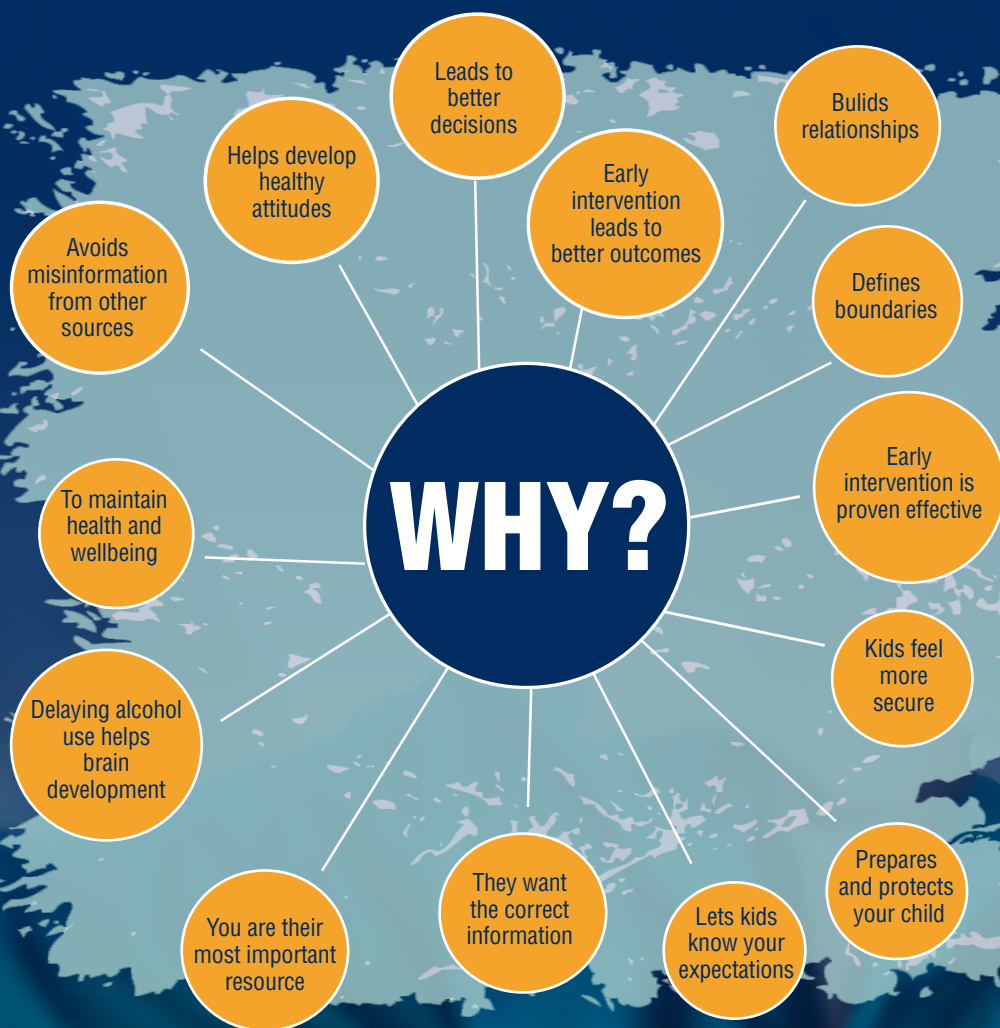 Leads to
better
decisions
Bulids
relationships
Helps develop
healthy
attitudes
Early
intervention
leads to
better outcomes
Avoids
misinformation
from other
sources
Defines
boundaries
WHY?
Early
intervention is
proven effective
To maintain
health and
wellbeing
Kids feel
more
secure
Delaying alcohol
use helps
brain
development
Prepares
and protects
your child
They want
the correct
information
You are their
most important
resource
Lets kids
know your
expectations